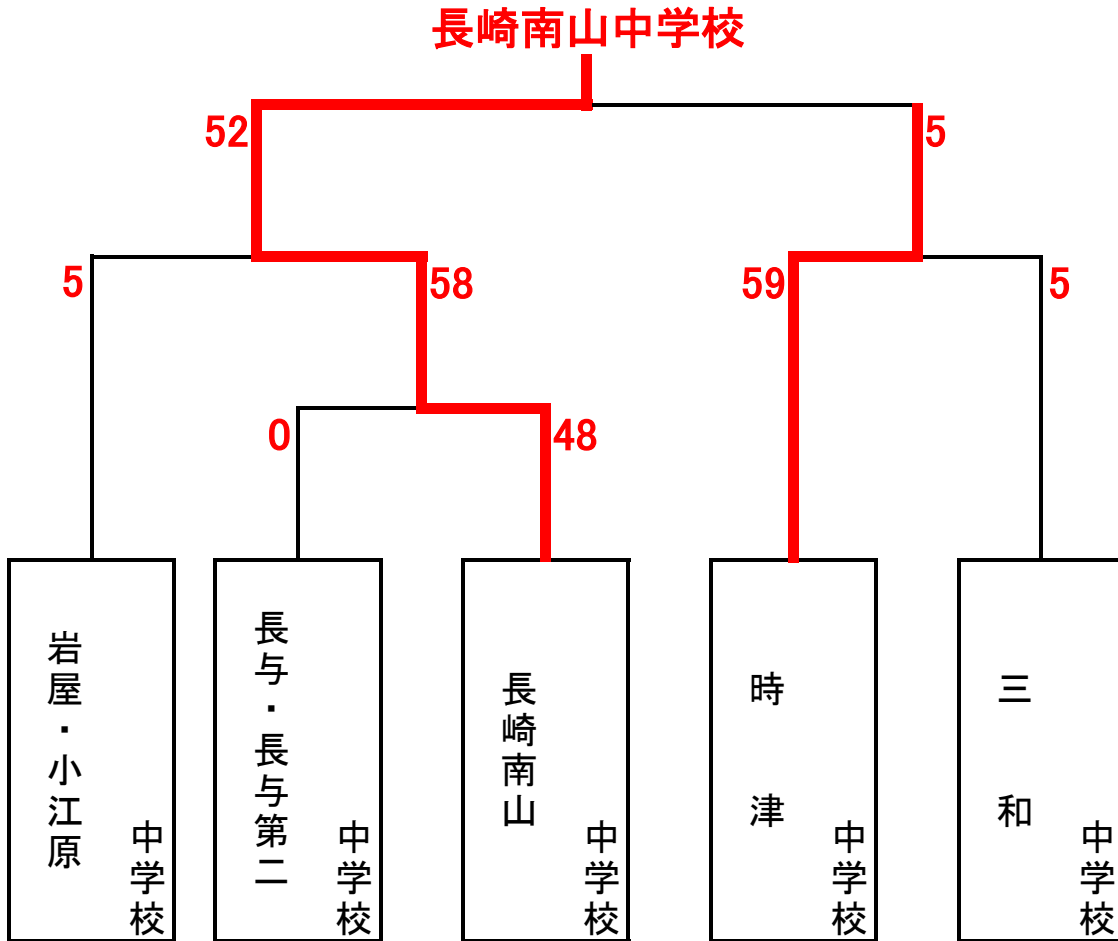 長崎南山中学校
52
5
5
58
59
5
0
48
岩屋・小江原
中学校
長与・長与第二
中学校
長崎南山
中学校
時津
中学校
三和
中学校